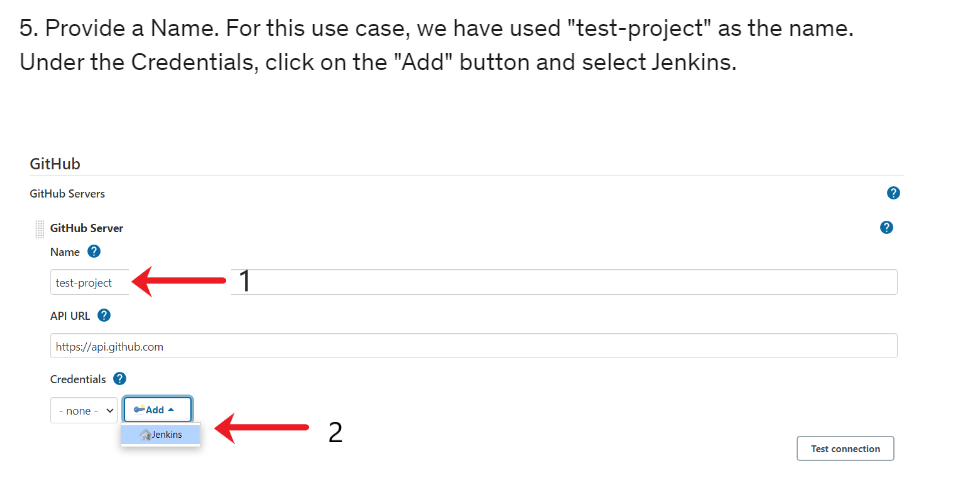 5. Provide a Name. For this use case, we have used "test-project" as the name.
Under the Credentials, click on the "Add" button and select Jenkins.
GitHub
GitHub Servers
?
GitHub Server
?
Name ?
test-project
1
API URL ?
https://api.github.com
Credentials ?
- none -
Add
Jenkins
2
Test connection